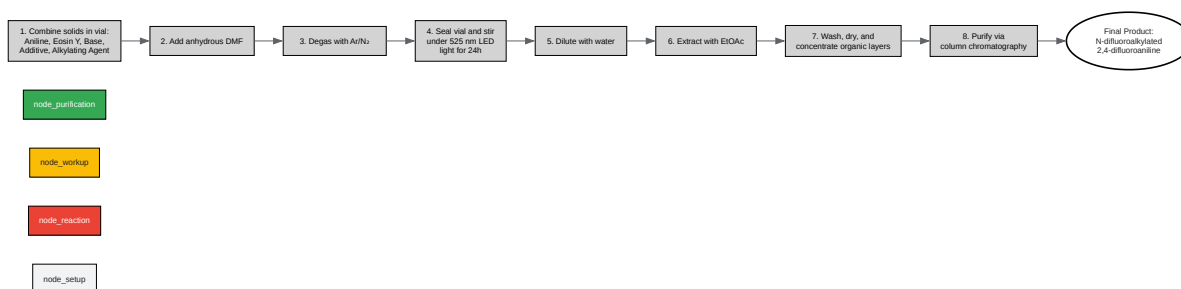 1. Combine solids in vial:
Aniline, Eosin Y, Base,
Additive, Alkylating Agent
2. Add anhydrous DMF
3. Degas with Ar/N₂
4. Seal vial and stir
under 525 nm LED
light for 24h
5. Dilute with water
6. Extract with EtOAc
7. Wash, dry, and
concentrate organic layers
8. Purify via
column chromatography
Final Product:
N-difluoroalkylated
2,4-difluoroaniline
node_purification
node_workup
node_reaction
node_setup